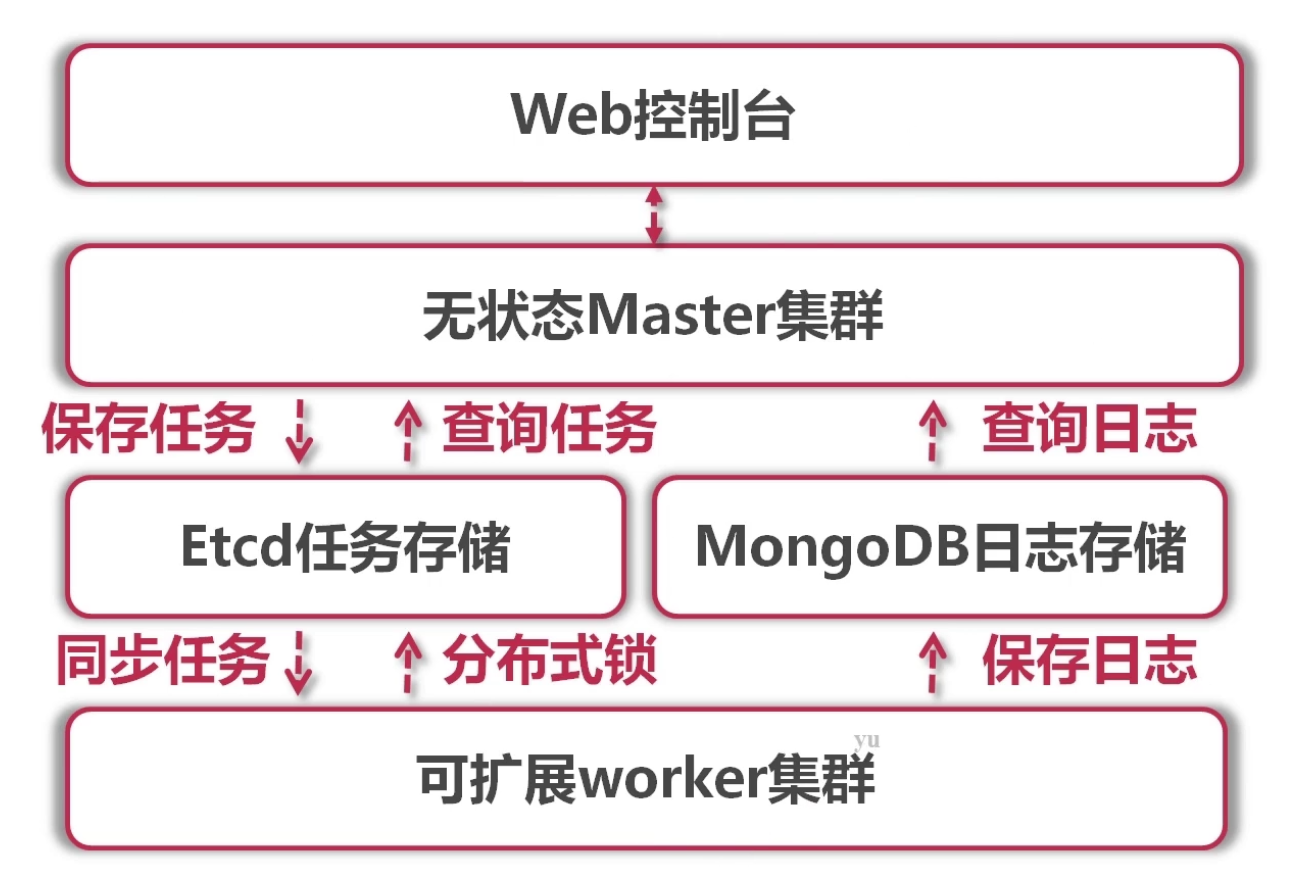 Web控制台
无状态Master集群
保存任务 查询任务 查询日志
Etcd任务存储 MongoDB日志存储
同步任务 分布式锁 保存日志
yu
可扩展worker集群